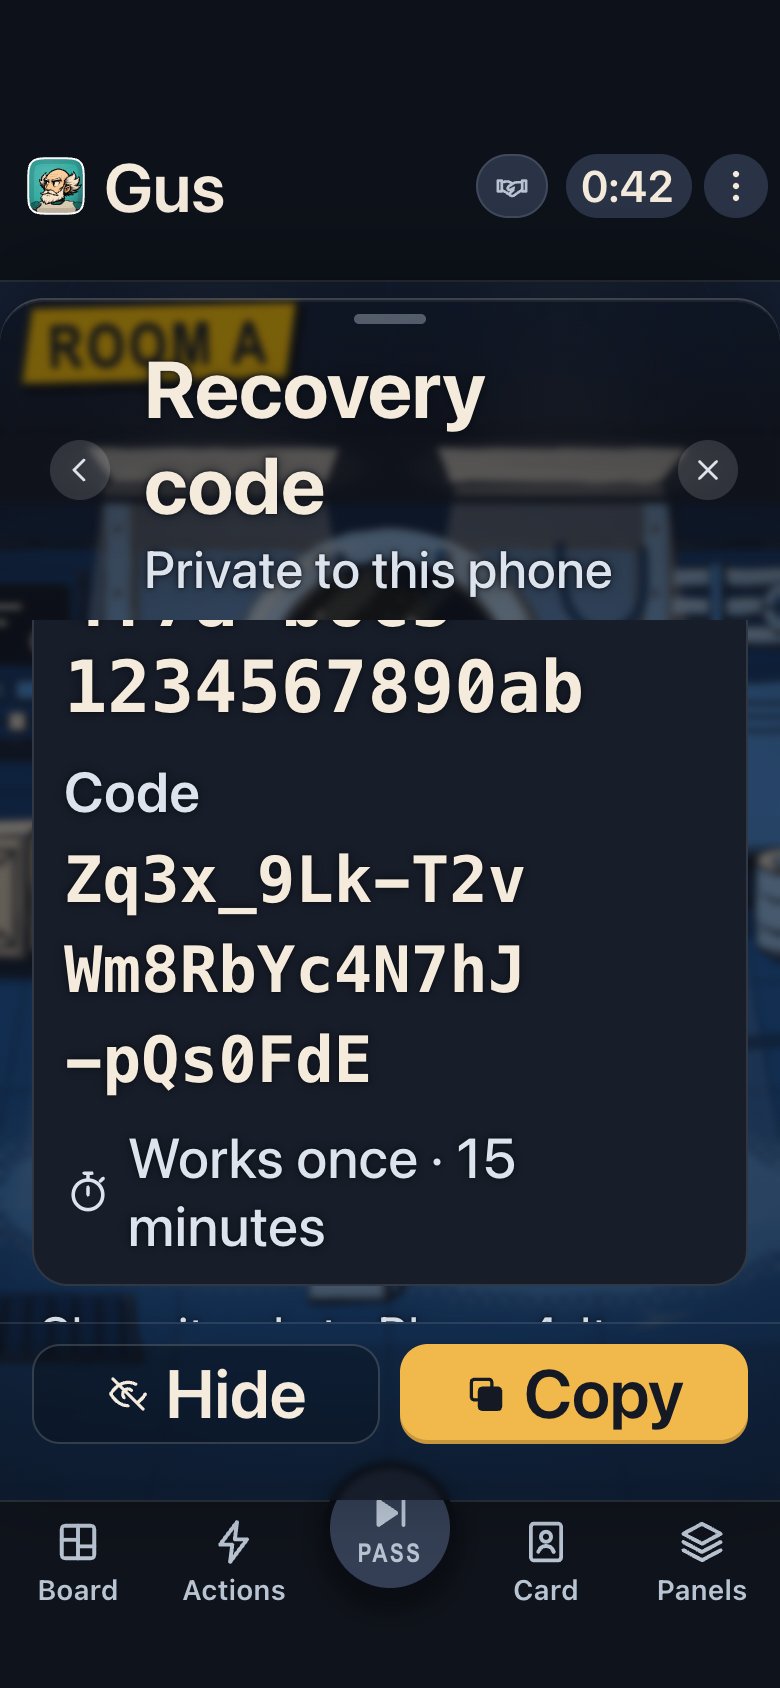 Gus
0:42
ROOM A
Recovery
code
Private to this phone
1234567890ab
Code
Zq3x_9Lk-T2v
Wm8RbYc4N7hJ
-pQs0FdE
Works once · 15
minutes
Hide
Copy
PASS
Board
Actions
Card
Panels